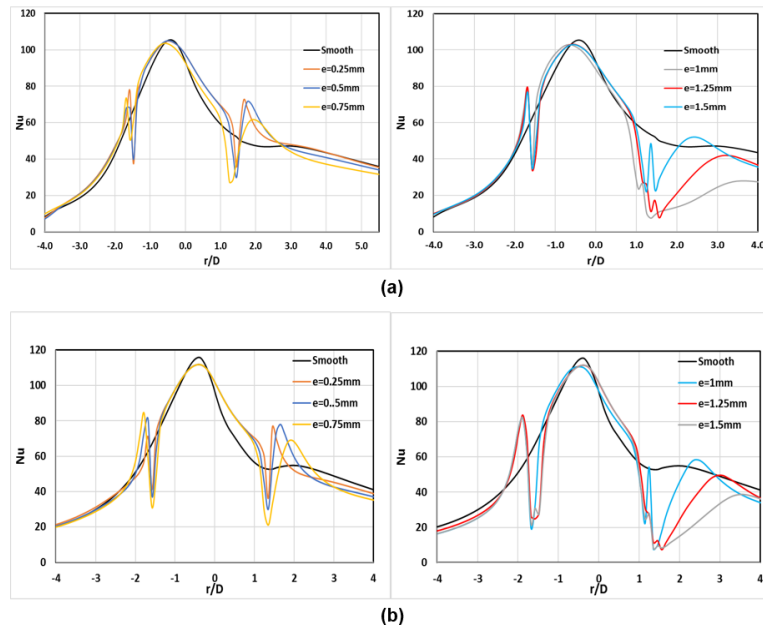 120
100
80
60
40
20
0
Nu
-4.0 -3.0 -2.0 -1.0 0.0 1.0 2.0 3.0 4.0 5.0
r/D
Smooth
e=0.25mm
e=0.5mm
e=0.75mm
120
100
80
60
40
20
0
-4.0 -3.0 -2.0 -1.0 0.0 1.0 2.0 3.0 4.0
r/D
Smooth
e=1mm
e=1.25mm
e=1.5mm
(a)
120
100
80
60
40
20
0
Nu
-4 -3 -2 -1 0 1 2 3 4
r/D
Smooth
e=0.25mm
e=0..5mm
e=0.75mm
120
100
80
60
40
20
0
Nu
-4 -3 -2 -1 0 1 2 3 4
r/D
Smooth
e=1mm
e=1.25mm
e=1.5mm
(b)